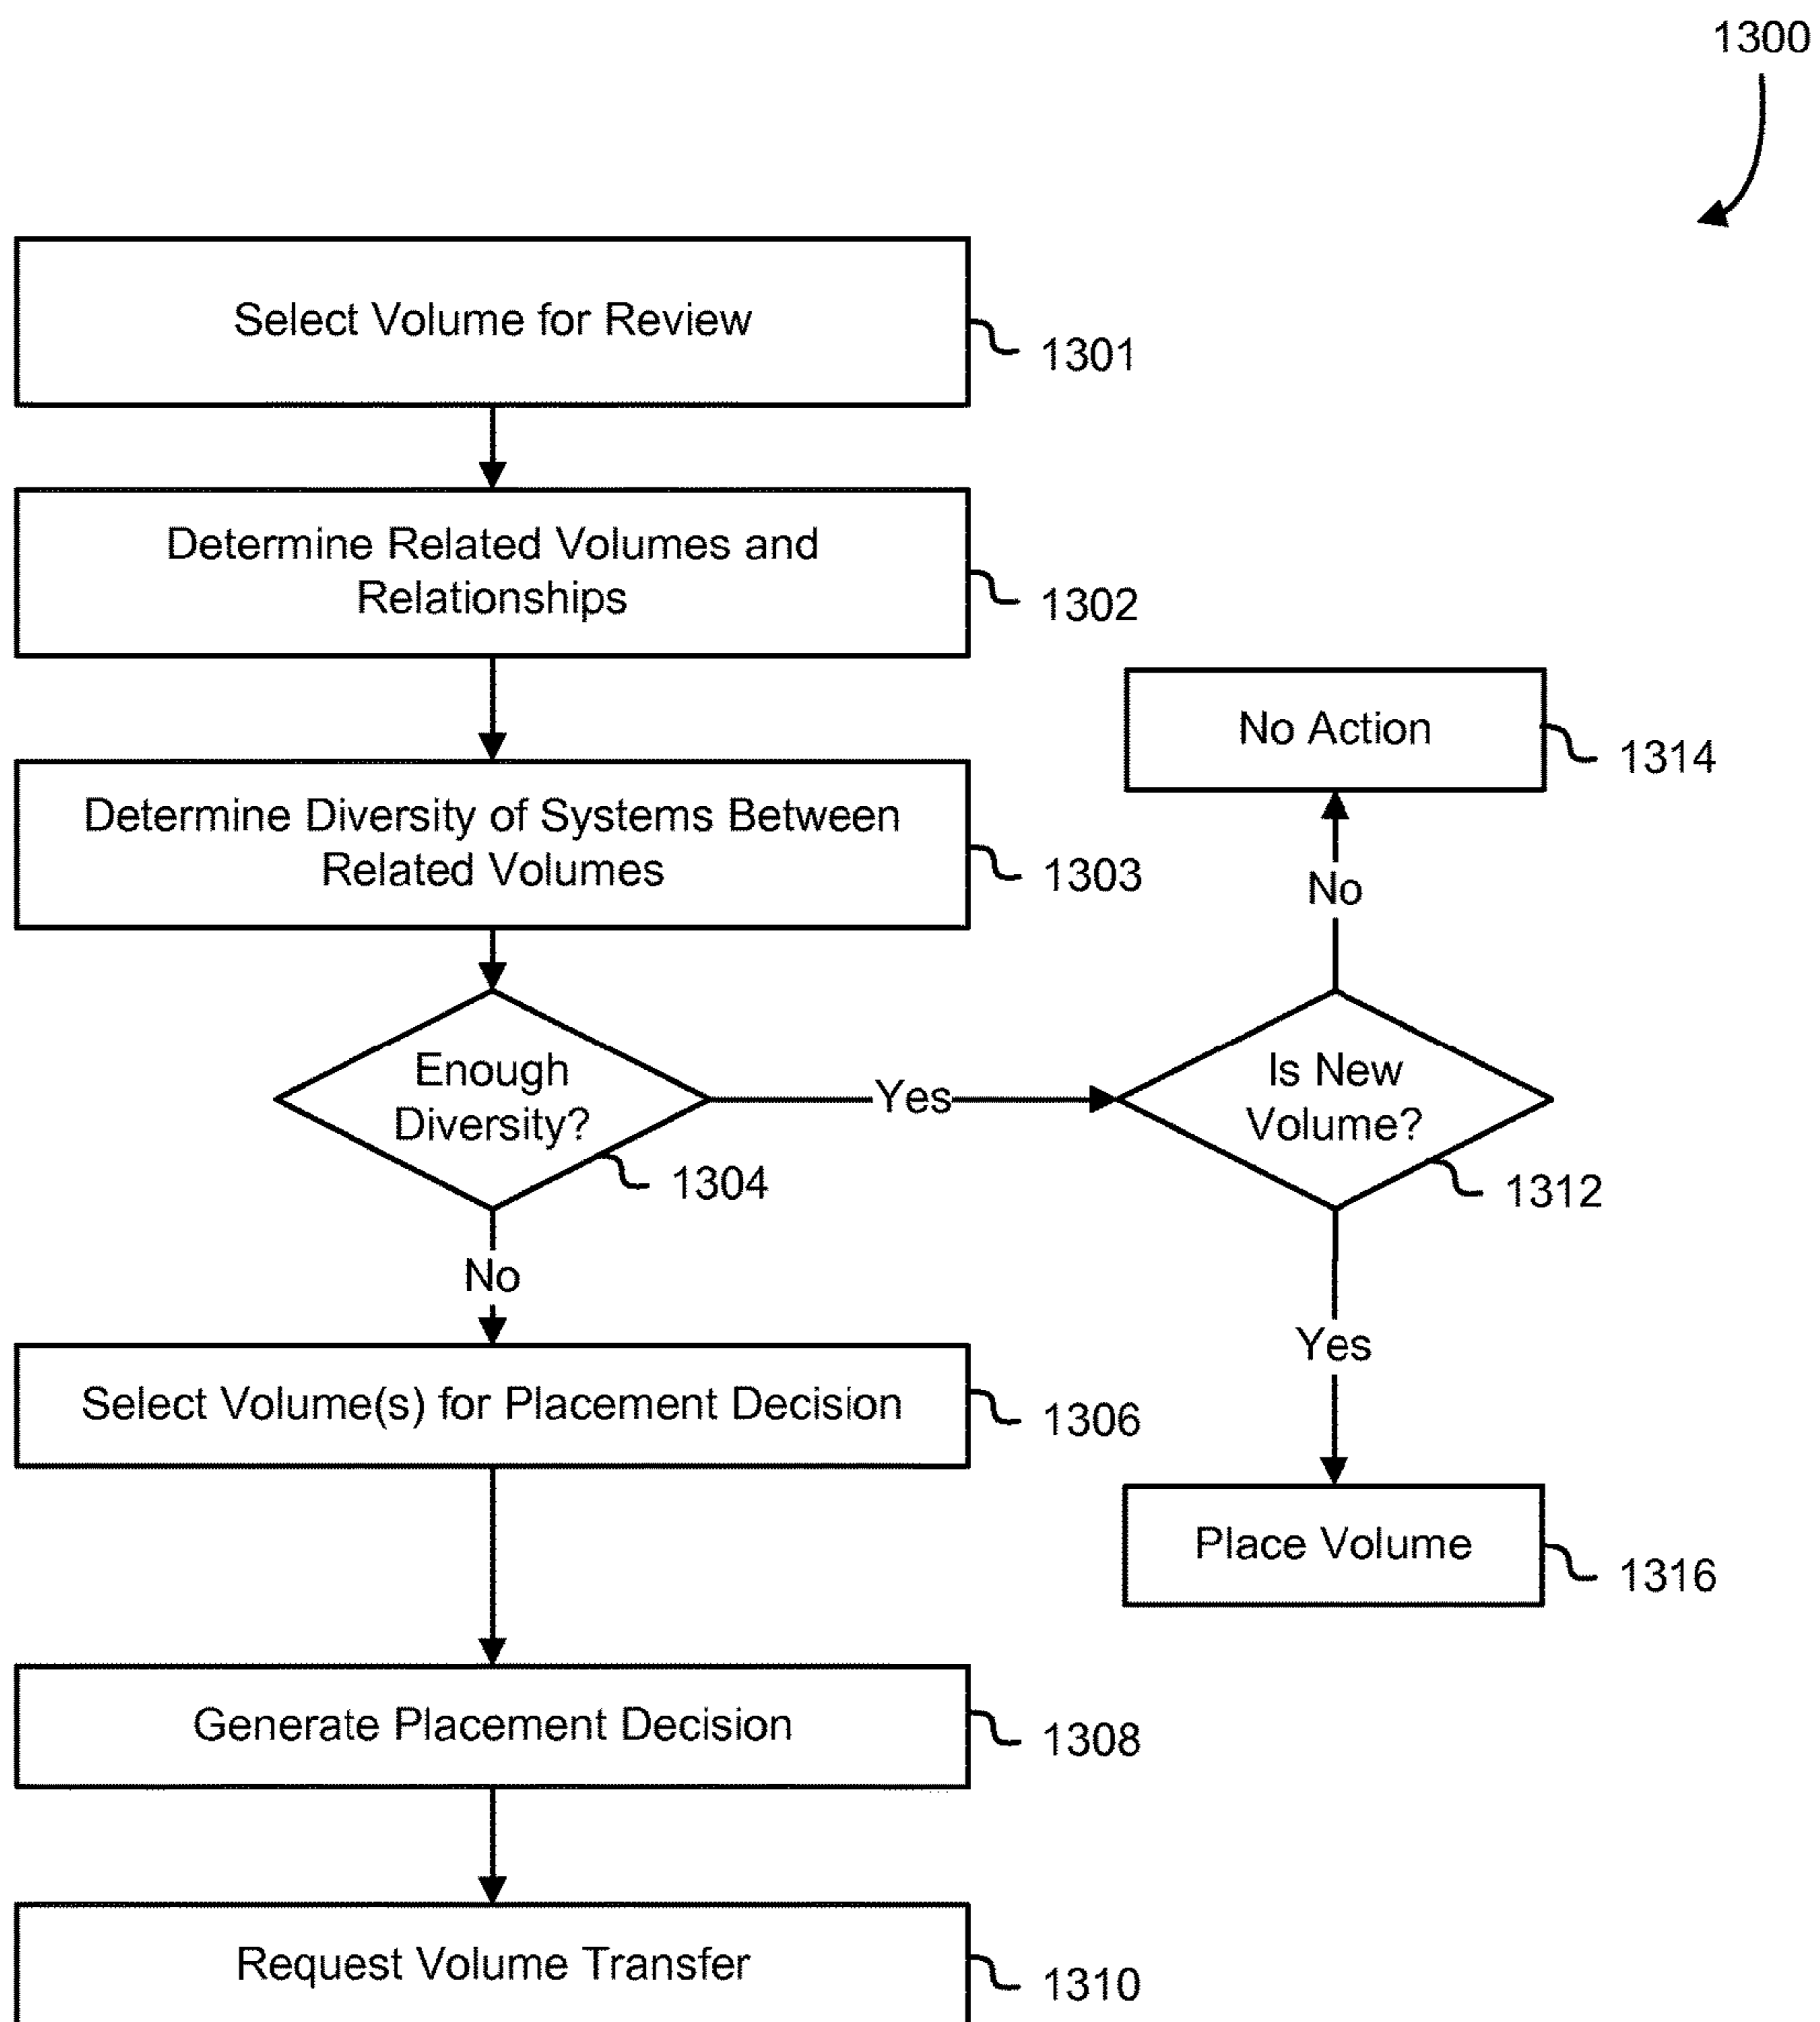 1300
Select Volume for Review
1301
Determine Related Volumes and
Relationships
1302
Determine Diversity of Systems Between
Related Volumes
1303
Enough
Diversity?
1304
Yes
No
Is New
Volume?
1312
No
No Action
1314
Yes
Place Volume
1316
Select Volume(s) for Placement Decision
1306
Generate Placement Decision
1308
Request Volume Transfer
1310